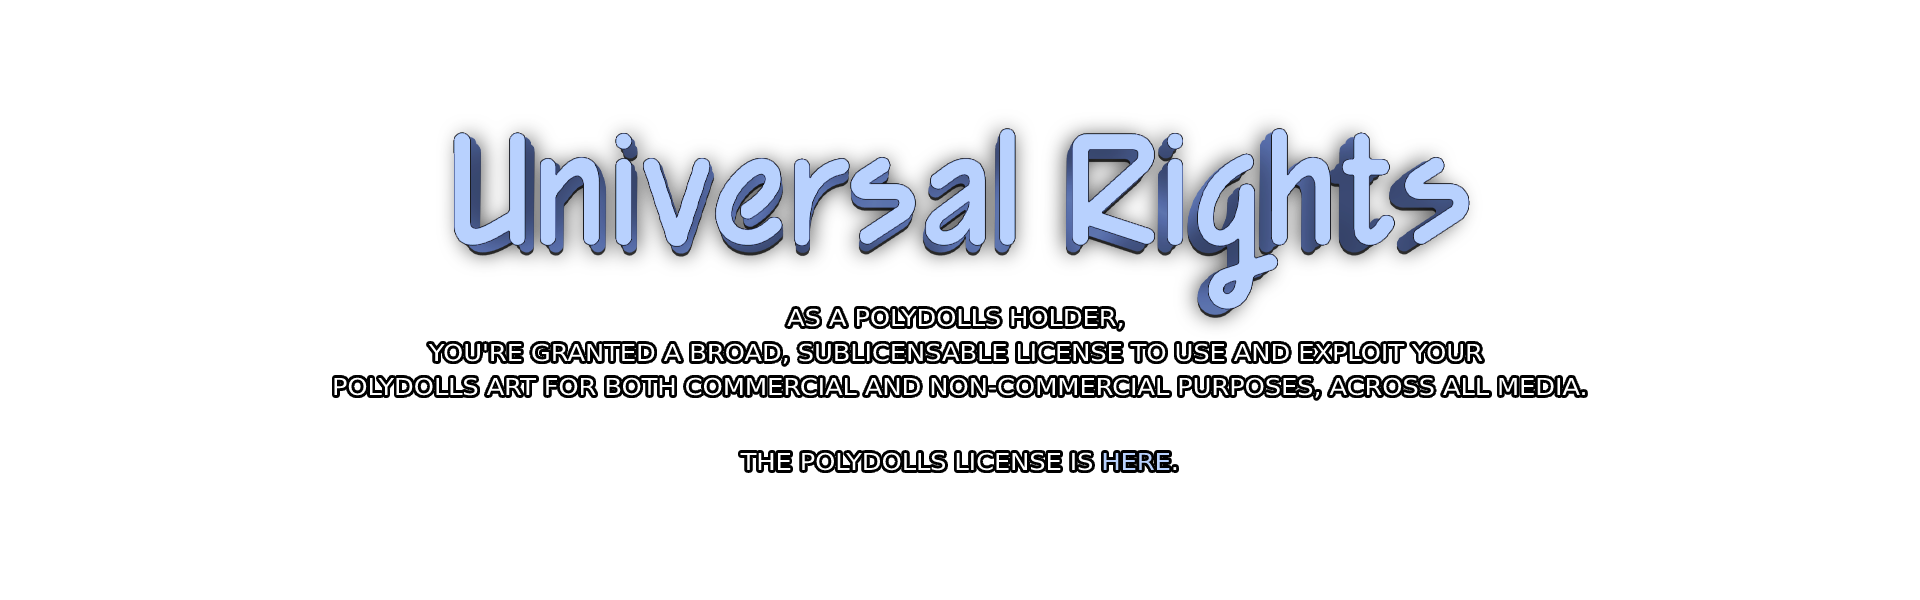 Universal Rights
AS A POLYDOLLS HOLDER,
YOU'RE GRANTED A BROAD, SUBLICENSABLE LICENSE TO USE AND EXPLOIT YOUR
POLYDOLLS ART FOR BOTH COMMERCIAL AND NON-COMMERCIAL PURPOSES, ACROSS ALL MEDIA.
THE POLYDOLLS LICENSE IS HERE.